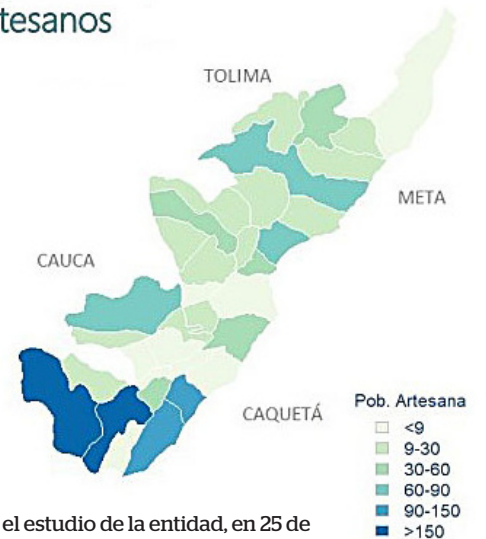 tesanos
TOLIMA
META
CAUCA
CAQUETÁ
Pob. Artesana
<9
9-30
30-60
60-90
90-150
>150
el estudio de la entidad, en 25 de